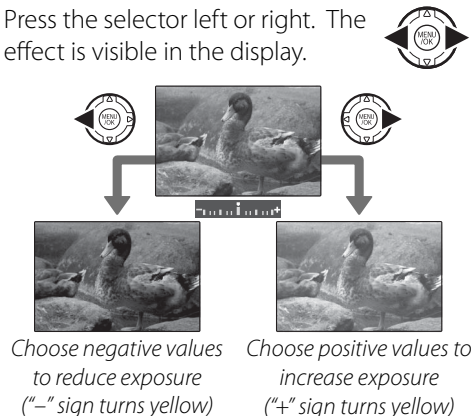 Press the selector left or right. The
effect is visible in the display.
MENU
/OK
MENU
/OK
MENU
/OK
– i +
Choose negative values
to reduce exposure
(“–” sign turns yellow)
Choose positive values to
increase exposure
(“+” sign turns yellow)